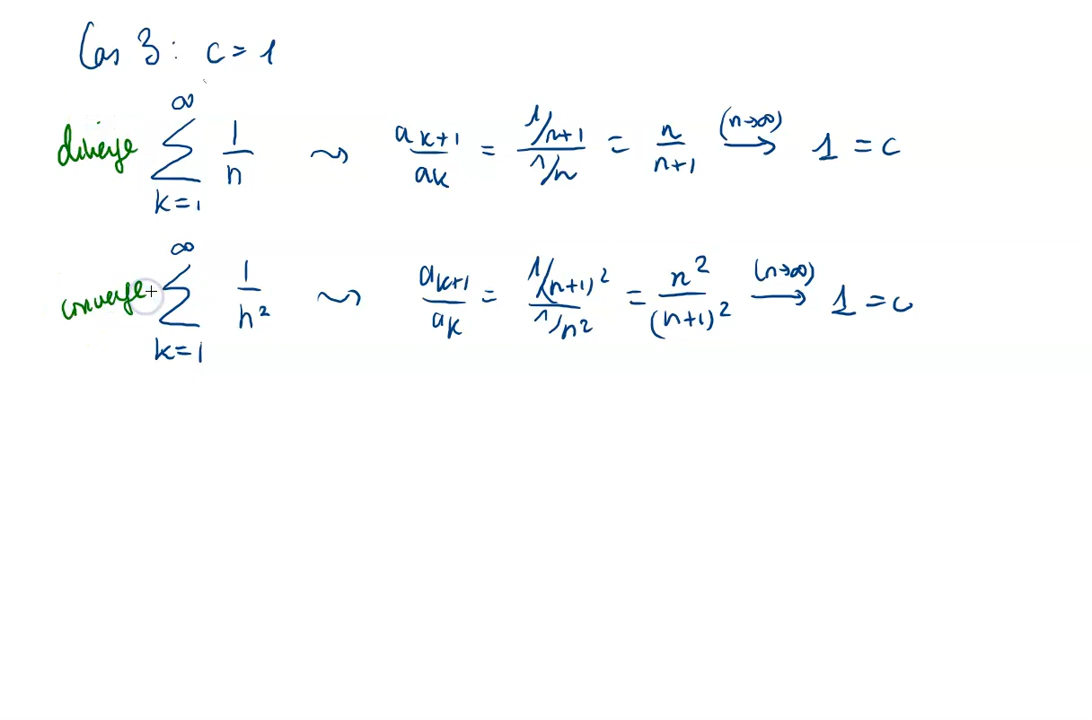 Cas 3 : c = 1
diverge ∑_{k=1}^{∞} 1/n ⇝ a_{k+1}/a_k = (1/n+1)/(1/n) = n/(n+1) ⟶ (n→∞) 1 = c
converge ∑_{k=1}^{∞} 1/n² ⇝ a_{k+1}/a_k = (1/(n+1)²)/(1/n²) = n²/(n+1)² ⟶ (n→∞) 1 = c